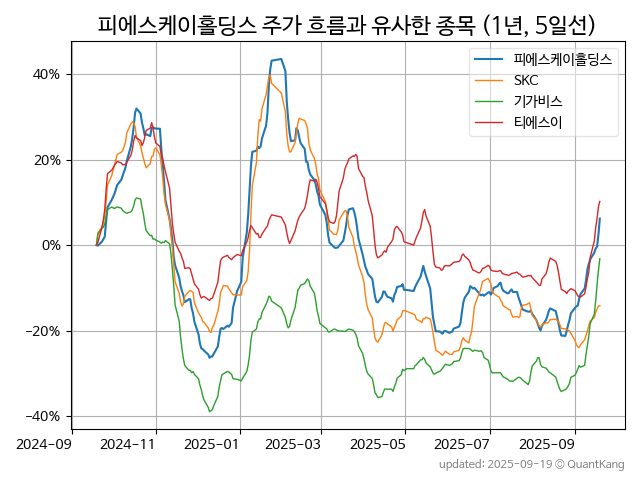 피에스케이홀딩스 주가 흐름과 유사한 종목 (1년, 5일선)
피에스케이홀딩스
SKC
기가비스
티에스이
40%
20%
0%
−20%
−40%
2024-09 2024-11 2025-01 2025-03 2025-05 2025-07 2025-09
updated: 2025-09-19 © QuantKang